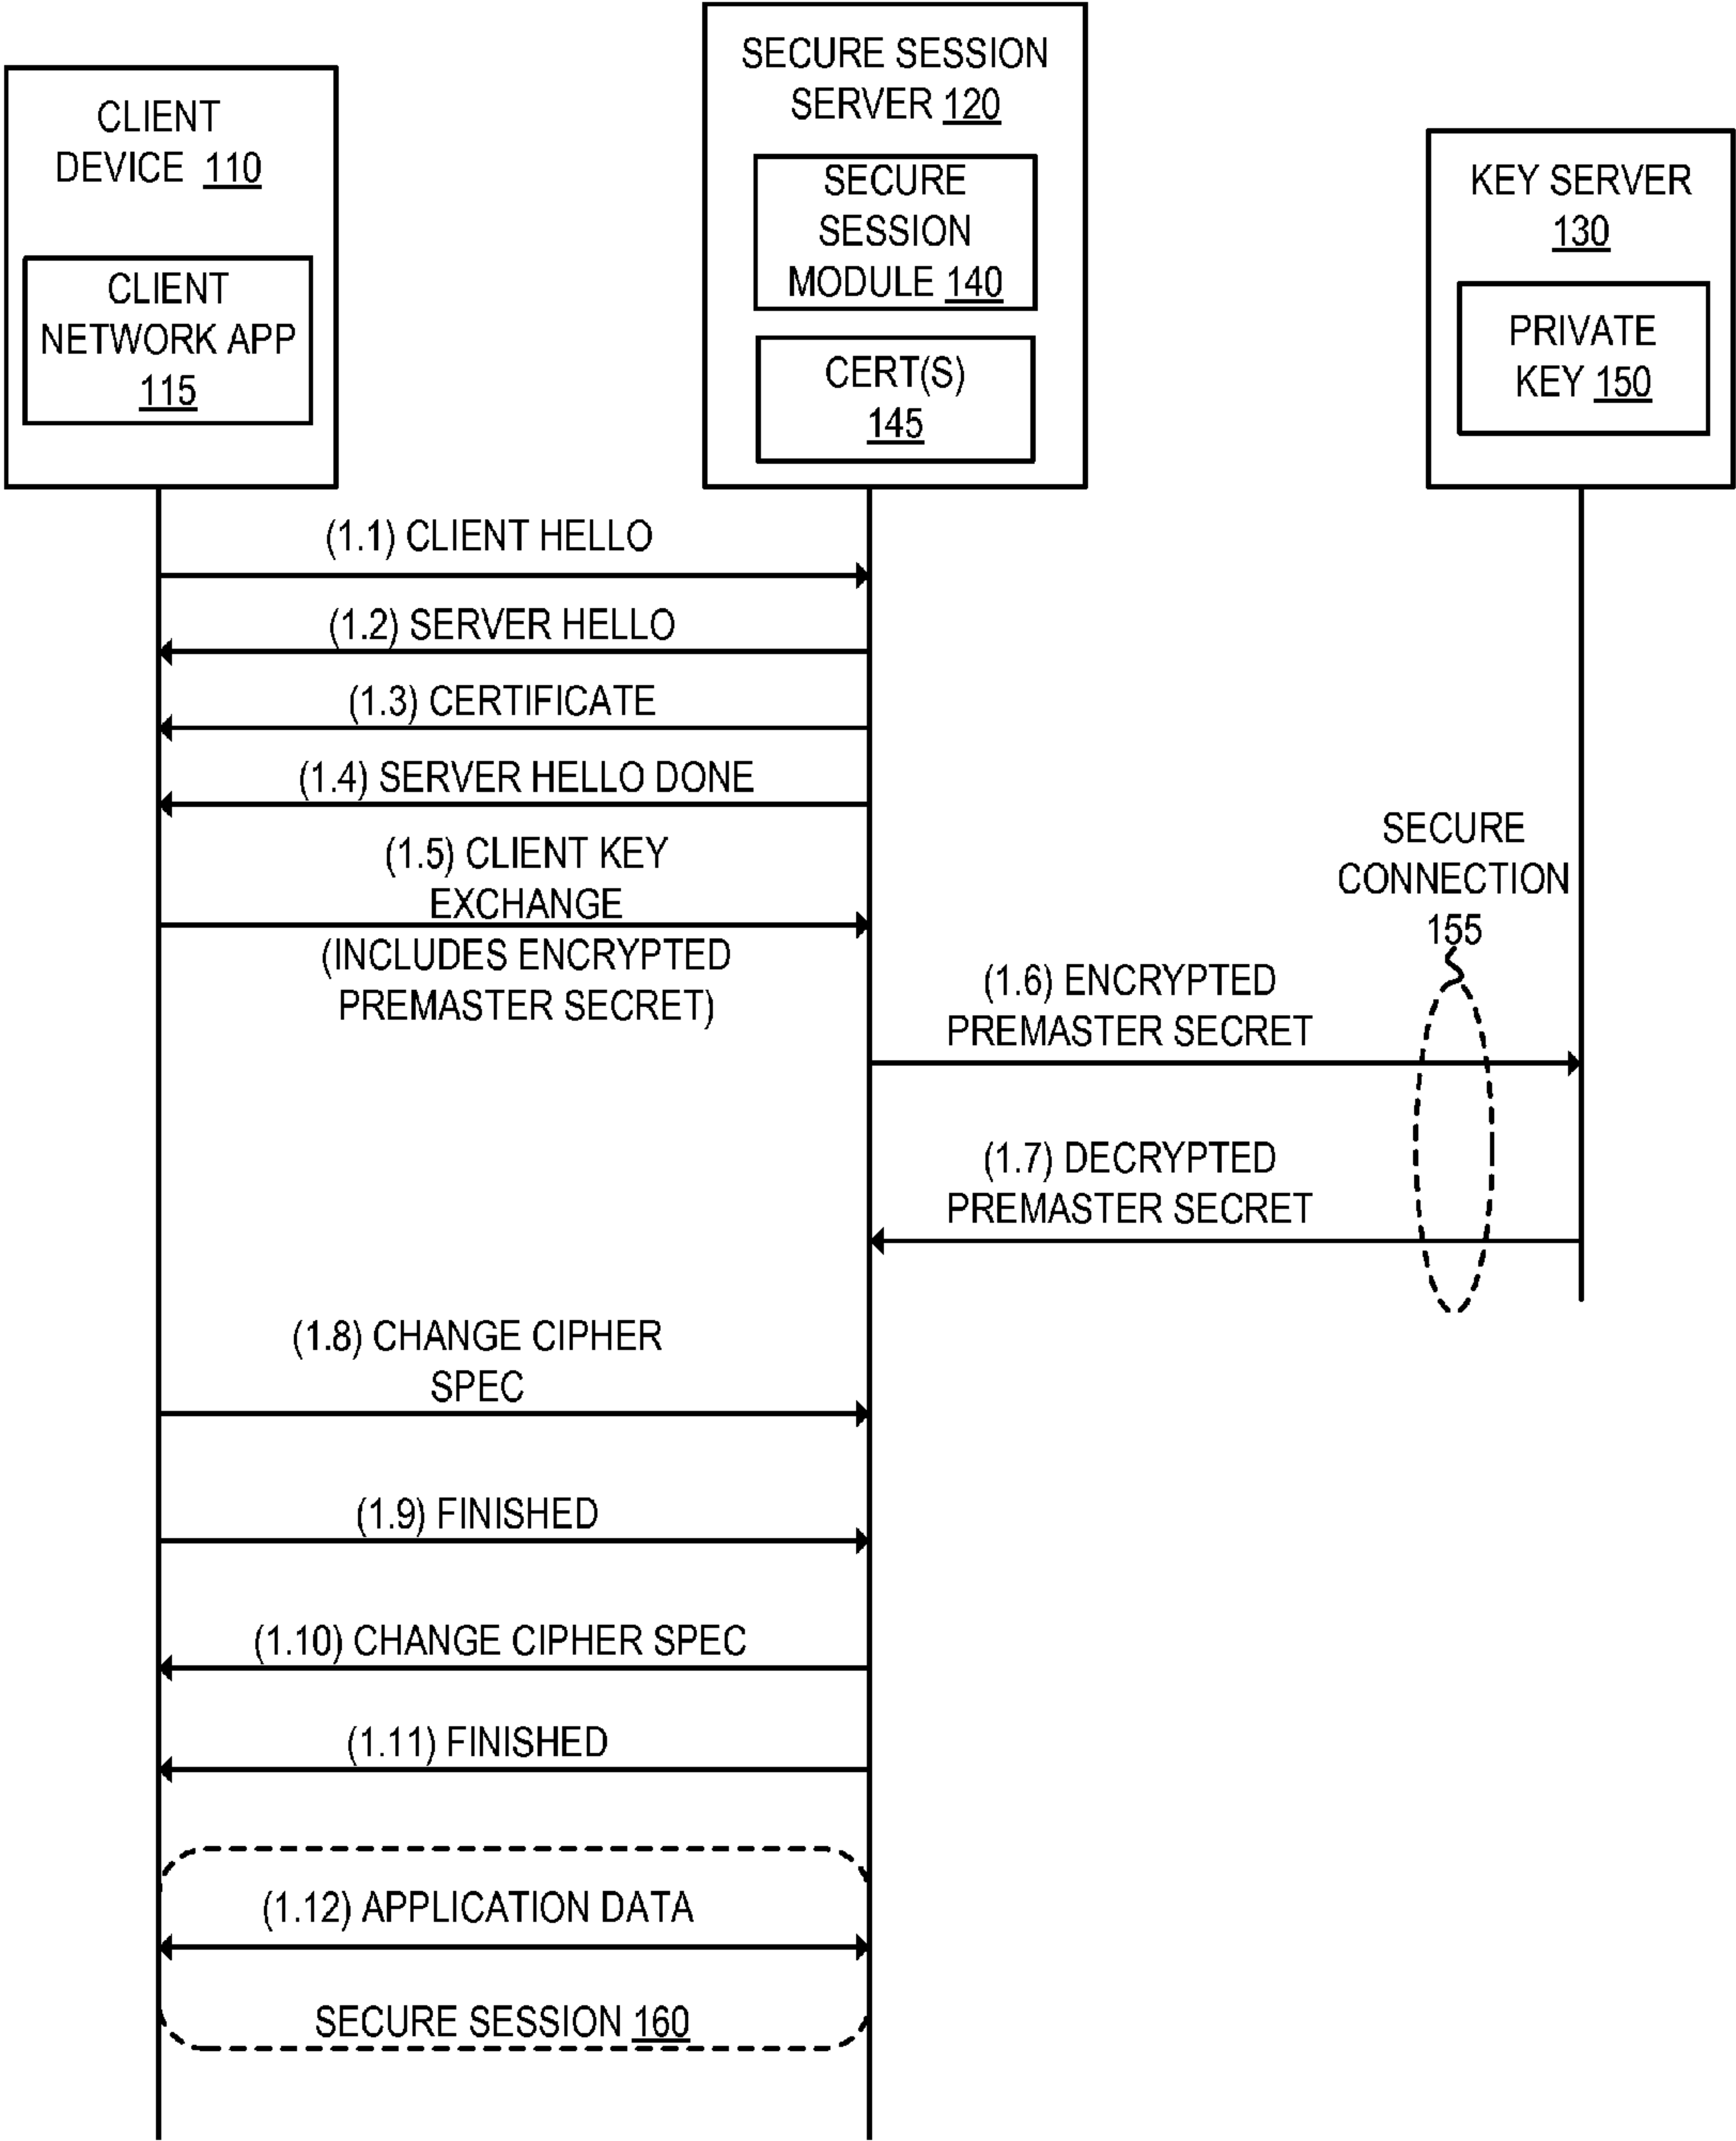 CLIENT
DEVICE 110
CLIENT
NETWORK APP
115
SECURE SESSION
SERVER 120
SECURE
SESSION
MODULE 140
CERT(S)
145
KEY SERVER
130
PRIVATE
KEY 150
(1.1) CLIENT HELLO
(1.2) SERVER HELLO
(1.3) CERTIFICATE
(1.4) SERVER HELLO DONE
(1.5) CLIENT KEY
EXCHANGE
(INCLUDES ENCRYPTED
PREMASTER SECRET)
SECURE
CONNECTION
155
(1.6) ENCRYPTED
PREMASTER SECRET
(1.7) DECRYPTED
PREMASTER SECRET
(1.8) CHANGE CIPHER
SPEC
(1.9) FINISHED
(1.10) CHANGE CIPHER SPEC
(1.11) FINISHED
(1.12) APPLICATION DATA
SECURE SESSION 160